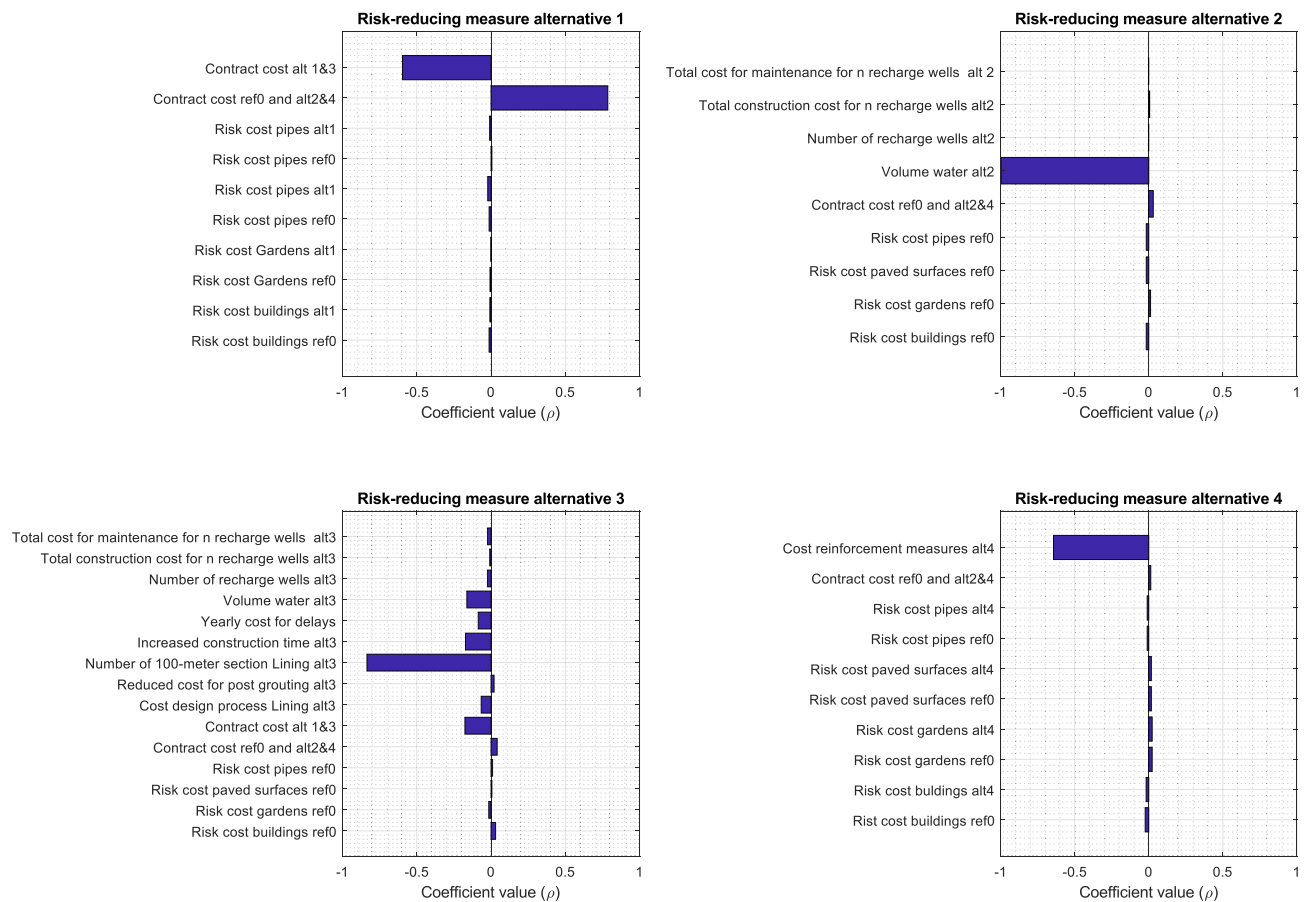 Risk-reducing measure alternative 1
Contract cost alt 1&3
Contract cost ref0 and alt2&4
Risk cost pipes alt1
Risk cost pipes ref0
Risk cost pipes alt1
Risk cost pipes ref0
Risk cost Gardens alt1
Risk cost Gardens ref0
Risk cost buildings alt1
Risk cost buildings ref0
-1 -0.5 0 0.5 1
Coefficient value (ρ)
Risk-reducing measure alternative 2
Total cost for maintenance for n recharge wells  alt 2
Total construction cost for n recharge wells alt2
Number of recharge wells alt2
Volume water alt2
Contract cost ref0 and alt2&4
Risk cost pipes ref0
Risk cost paved surfaces ref0
Risk cost gardens ref0
Risk cost buildings ref0
-1 -0.5 0 0.5 1
Coefficient value (ρ)
Risk-reducing measure alternative 3
Total cost for maintenance for n recharge wells  alt3
Total construction cost for n recharge wells alt3
Number of recharge wells alt3
Volume water alt3
Yearly cost for delays
Increased construction time alt3
Number of 100-meter section Lining alt3
Reduced cost for post grouting alt3
Cost design process Lining alt3
Contract cost alt 1&3
Contract cost ref0 and alt2&4
Risk cost pipes ref0
Risk cost paved surfaces ref0
Risk cost gardens ref0
Risk cost buildings ref0
-1 -0.5 0 0.5 1
Coefficient value (ρ)
Risk-reducing measure alternative 4
Cost reinforcement measures alt4
Contract cost ref0 and alt2&4
Risk cost pipes alt4
Risk cost pipes ref0
Risk cost paved surfaces alt4
Risk cost paved surfaces ref0
Risk cost gardens alt4
Risk cost gardens ref0
Risk cost buldings alt4
Rist cost buildings ref0
-1 -0.5 0 0.5 1
Coefficient value (ρ)